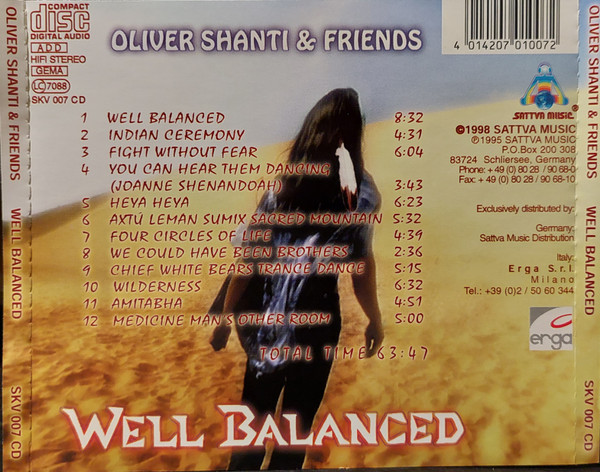 OLIVER SHANTI & FRIENDS WELL BALANCED SKV 007 CD
COMPACT
disc
DIGITAL AUDIO
ADD
HIFI STEREO
GEMA
LC 7088
SKV 007 CD
OLIVER SHANTI & FRIENDS
4 014207 010072
SATTVA MUSIC®
©1998 SATTVA MUSIC
℗1995 SATTVA MUSIC
P.O.Box 200 308
83724 Schliersee, Germany
Phone: + 49 (0) 80 28 / 90 68-0
Fax: + 49 (0) 80 28 / 90 68-10
Exclusively distributed by:
Germany:
Sattva Music Distribution
Italy:
Erga S.r.l.
Milano
Tel.: +39 (0)2 / 50 60 344
erga
1 WELL BALANCED 8:32
2 INDIAN CEREMONY 4:31
3 FIGHT WITHOUT FEAR 6:04
4 YOU CAN HEAR THEM DANCING
(JOANNE SHENANDOAH) 3:43
5 HEYA HEYA 6:23
6 AXTÚ LEMAN SUMIX SACRED MOUNTAIN 5:32
7 FOUR CIRCLES OF LIFE 4:39
8 WE COULD HAVE BEEN BROTHERS 2:36
9 CHIEF WHITE BEARS TRANCE DANCE 5:15
10 WILDERNESS 6:32
11 AMITABHA 4:51
12 MEDICINE MAN'S OTHER ROOM 5:00
TOTAL TIME 63:47
WELL BALANCED
OLIVER SHANTI & FRIENDS WELL BALANCED SKV 007 CD